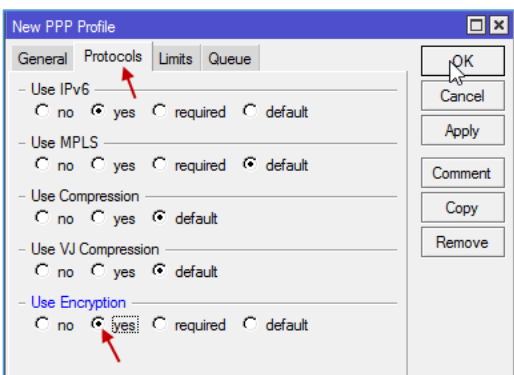 New PPP Profile
General Protocols Limits Queue
OK
Cancel
Apply
Comment
Copy
Remove
Use IPv6
no yes required default
Use MPLS
no yes required default
Use Compression
no yes default
Use VJ Compression
no yes default
Use Encryption
no yes required default